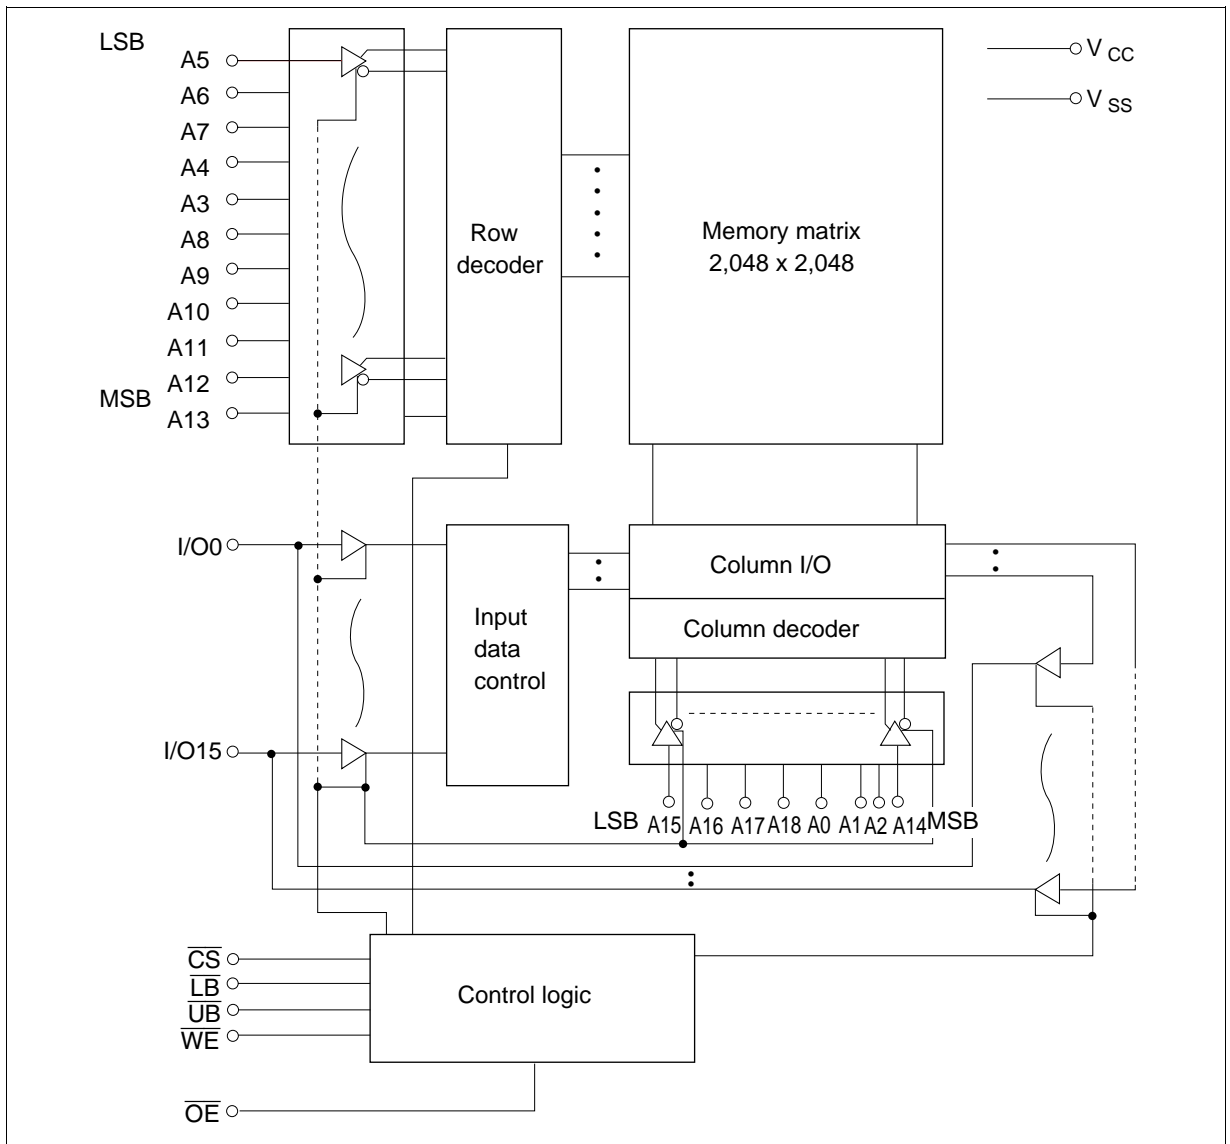 LSB
A5
A6
A7
A4
A3
A8
A9
A10
A11
A12
MSB
A13
Row
decoder
Memory matrix
2,048 x 2,048
V CC
V SS
I/O0
I/O15
Input
data
control
Column I/O
Column decoder
LSB A15 A16 A17 A18 A0 A1 A2 A14 MSB
CS
LB
UB
WE
OE
Control logic